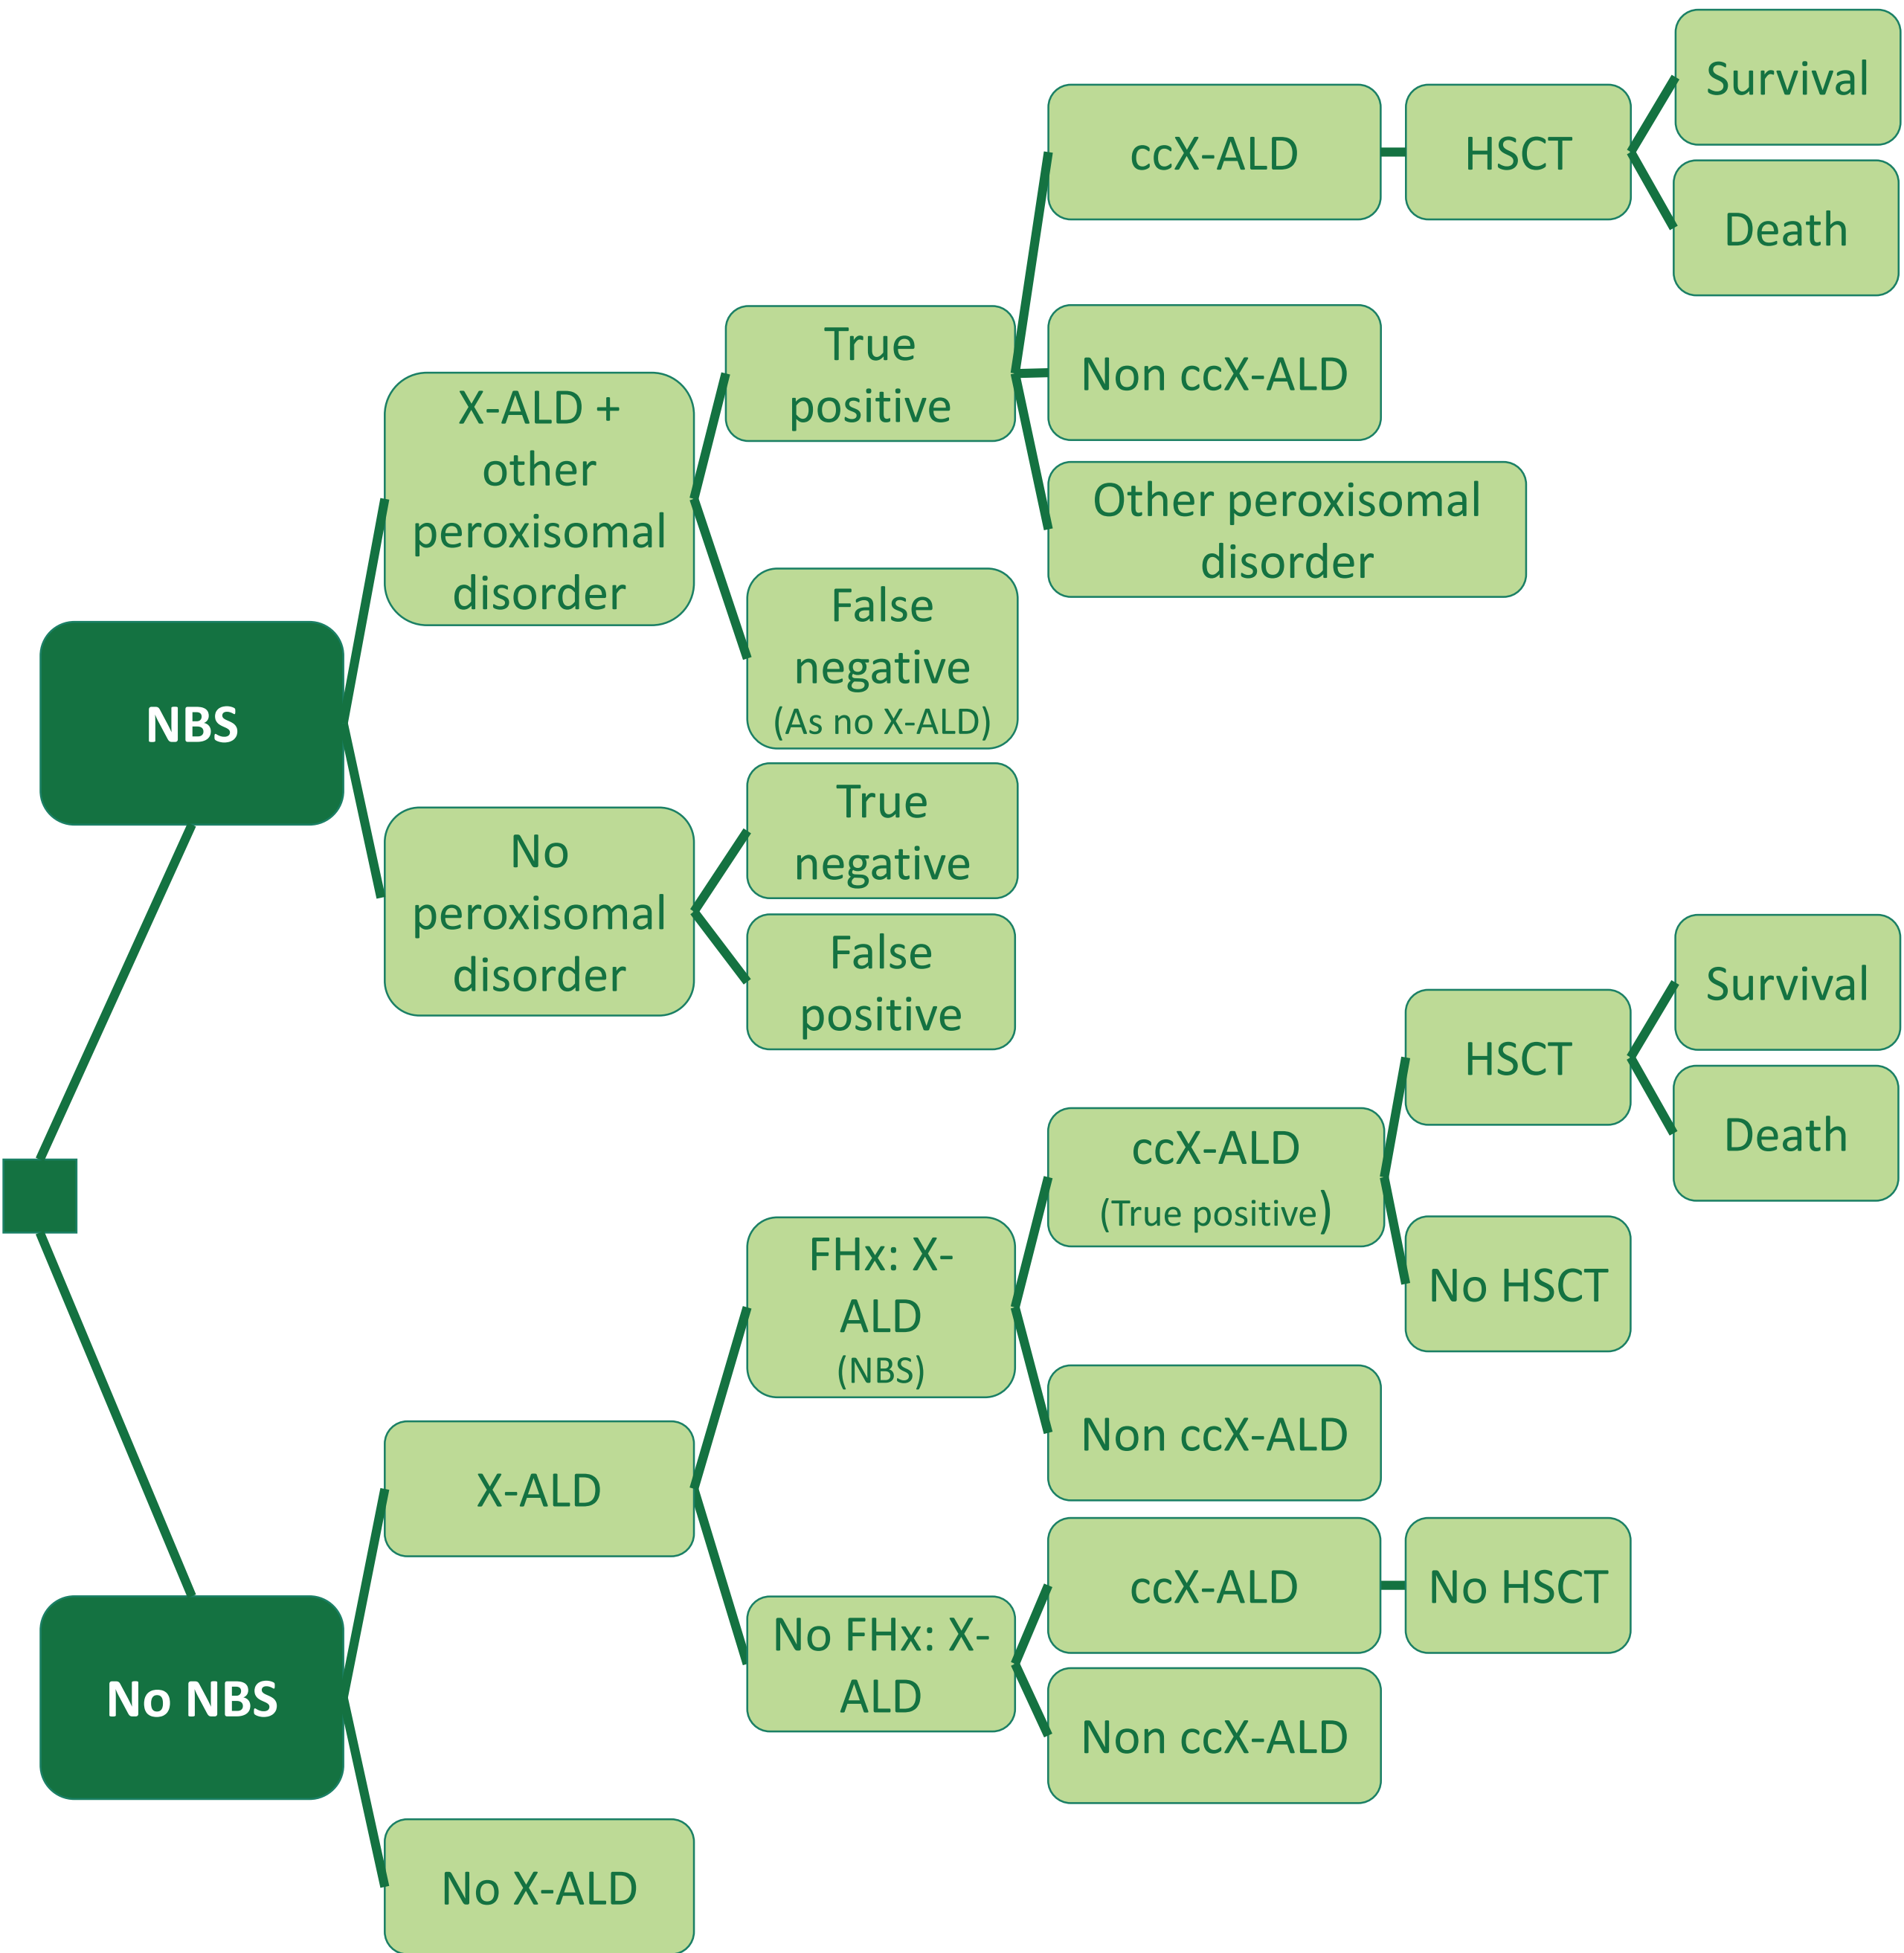 Survival
ccX-ALD
HSCT
Death
True
positive
Non ccX-ALD
X-ALD +
other
peroxisomal
disorder
Other peroxisomal
disorder
False
negative
(As no X-ALD)
NBS
True
negative
No
peroxisomal
disorder
False
positive
Survival
HSCT
Death
ccX-ALD
(True positive)
FHx: X-
ALD
(NBS)
No HSCT
Non ccX-ALD
X-ALD
ccX-ALD
No HSCT
No FHx: X-
ALD
No NBS
Non ccX-ALD
No X-ALD